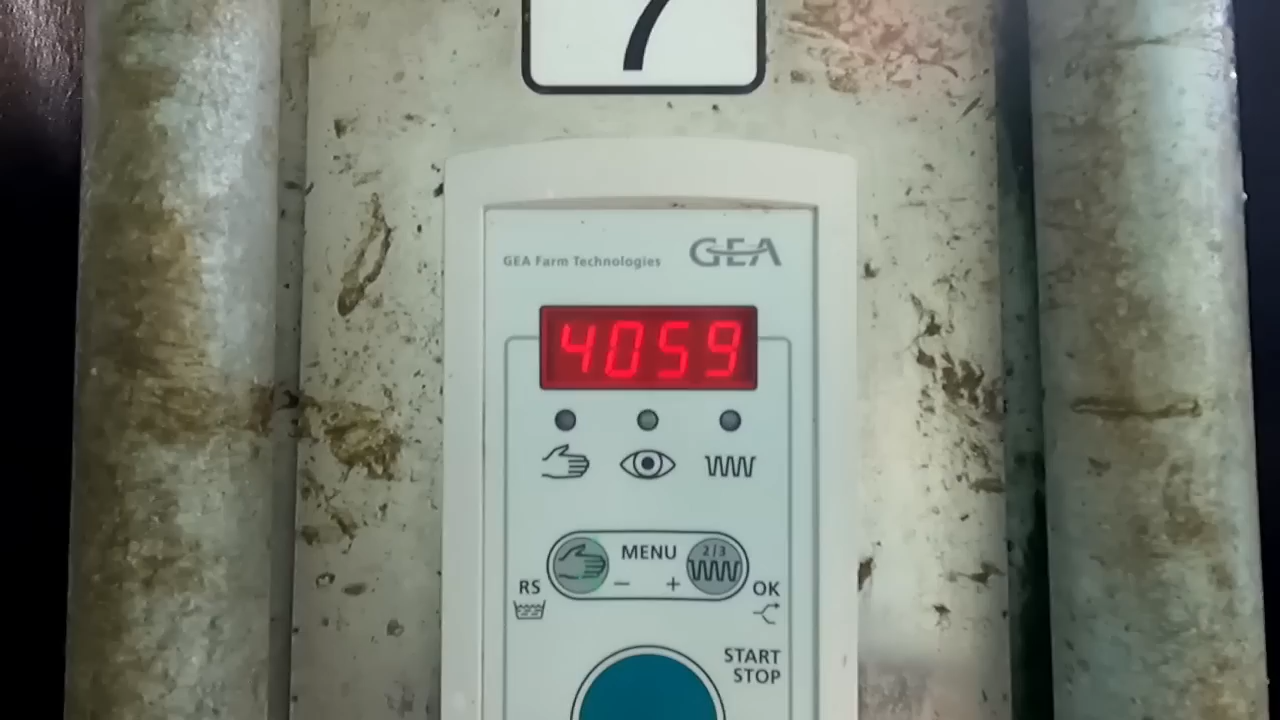 7
GEA Farm Technologies GEA
4059
MENU
2/3
RS
− +
OK
START
STOP